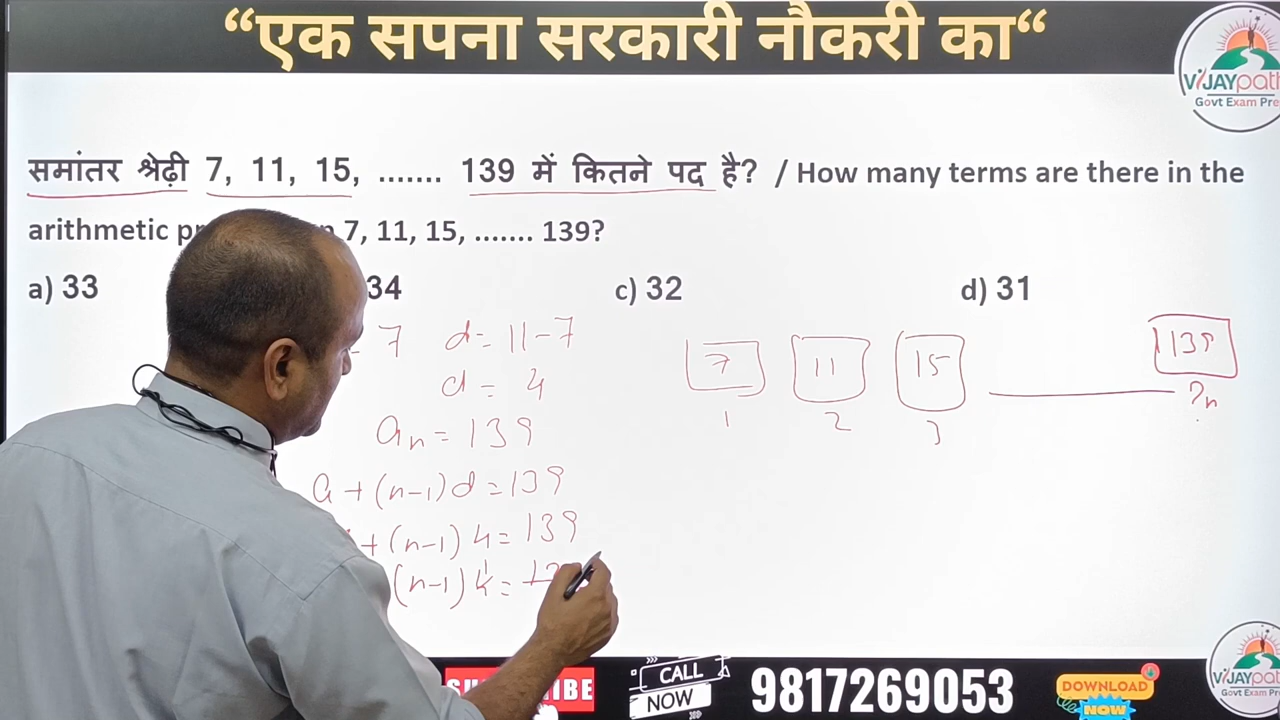 “एक सपना सरकारी नौकरी का“
VIJAYpath
Govt Exam Pre
समांतर श्रेढ़ी 7, 11, 15, ....... 139 में कितने पद है? / How many terms are there in the
arithmetic 7, 11, 15, ....... 139?
a) 33 34 c) 32 d) 31
7 d = 11-7
d = 4
7 11 15 139
1 2 3 ?n
an = 139
a + (n-1)d = 139
+ (n-1) 4 = 139
(n-1) 4 =
SUBSCRIBE
CALL
NOW
9817269053
DOWNLOAD
NOW
VIJAYpath
Govt Exam Prep